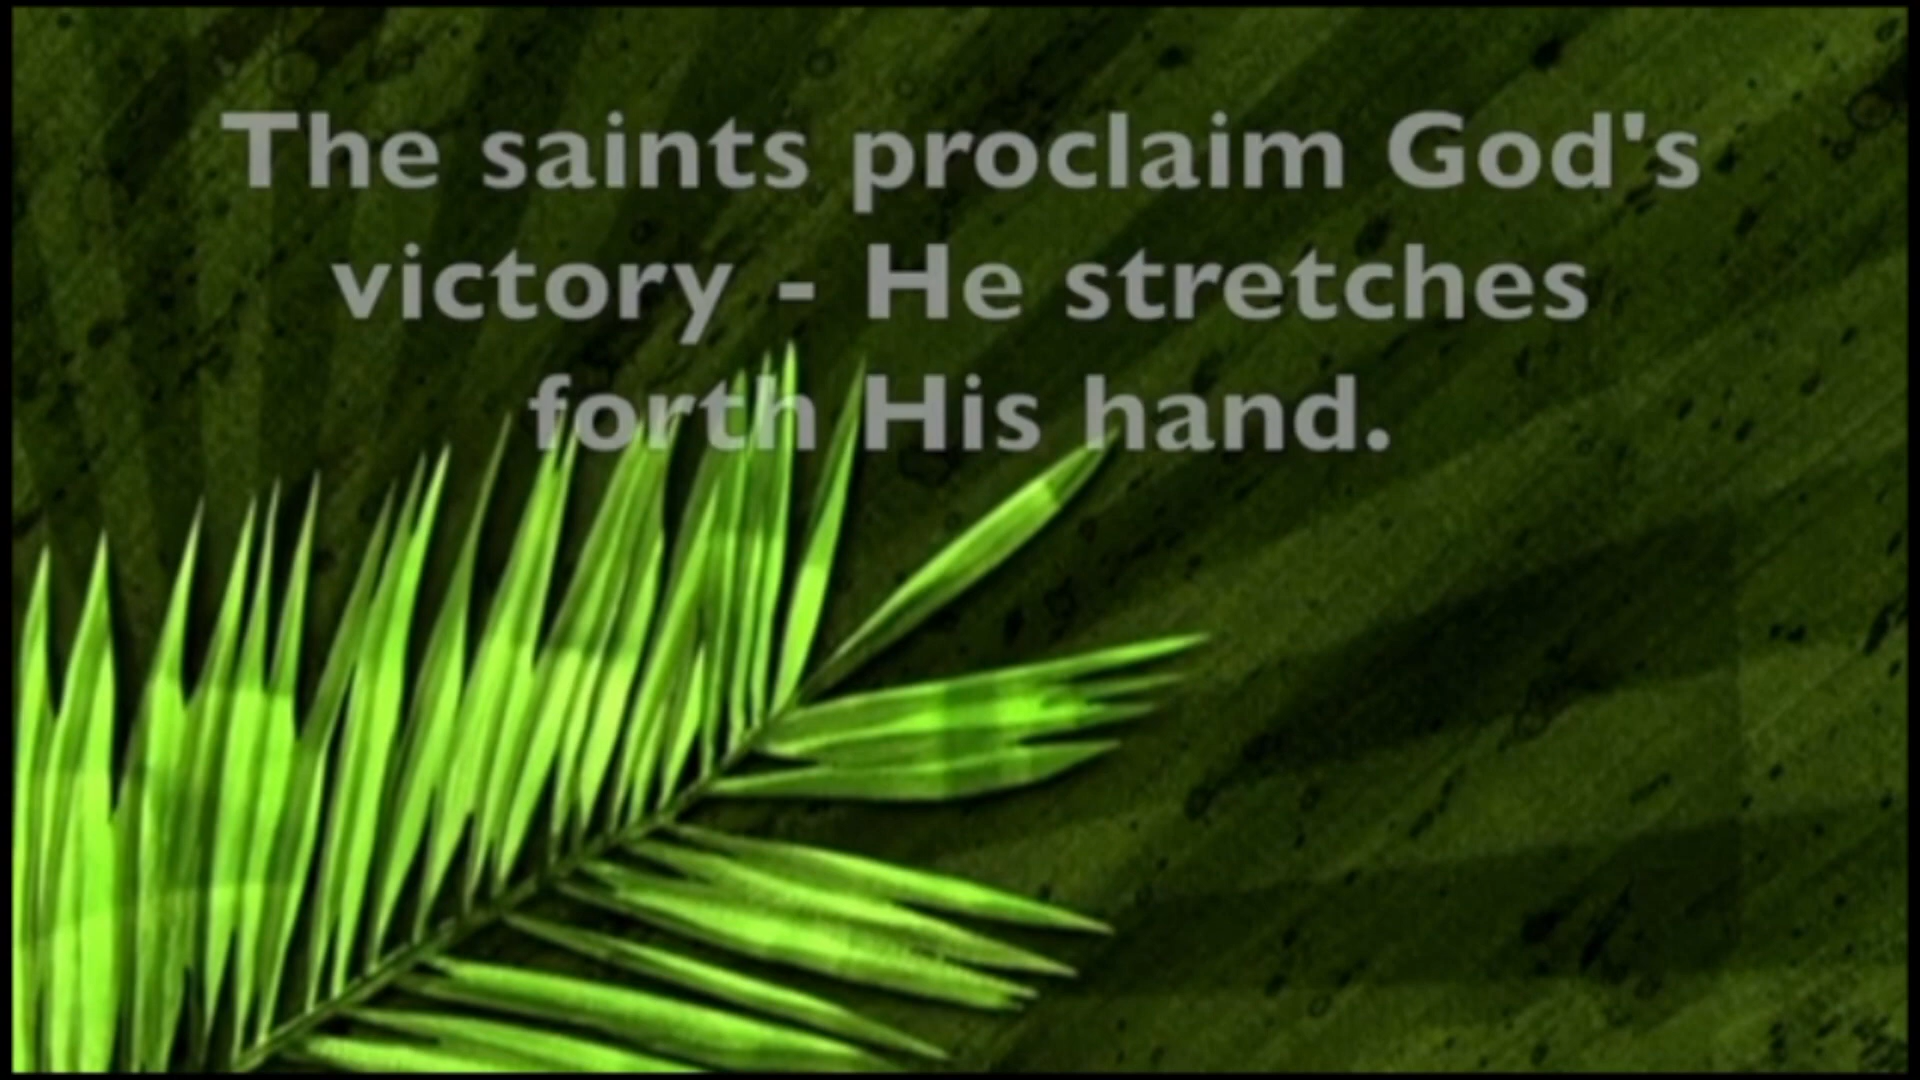 The saints proclaim God's
victory - He stretches
forth His hand.